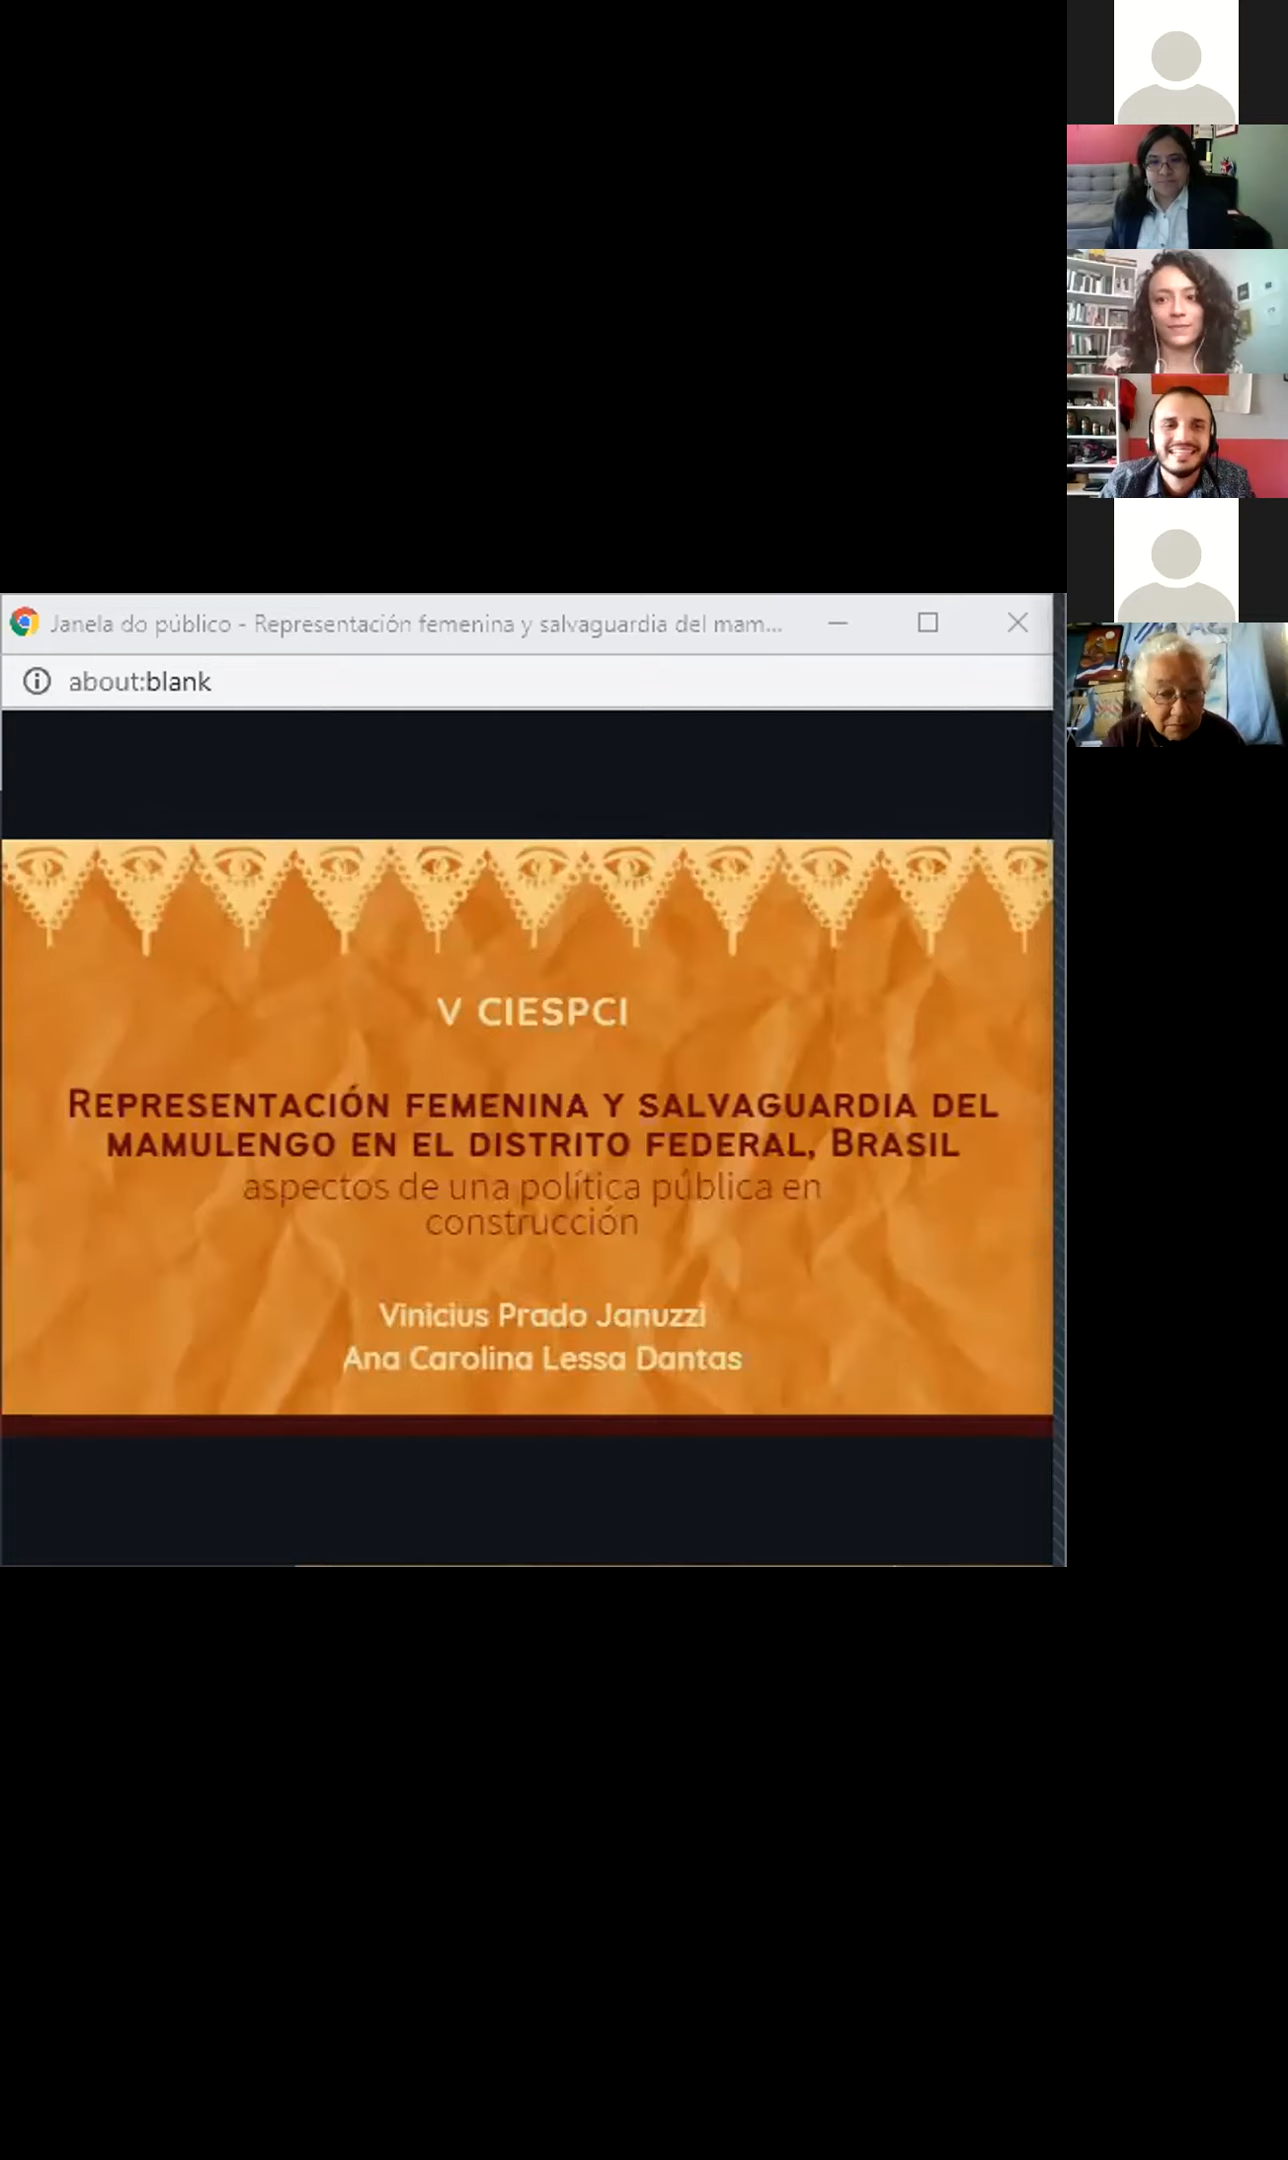 Janela do público - Representación femenina y salvaguardia del mam...
about:blank
V CIESPCI
REPRESENTACIÓN FEMENINA Y SALVAGUARDIA DEL
MAMULENGO EN EL DISTRITO FEDERAL, BRASIL
aspectos de una política pública en
construcción
Vinicius Prado Januzzi
Ana Carolina Lessa Dantas